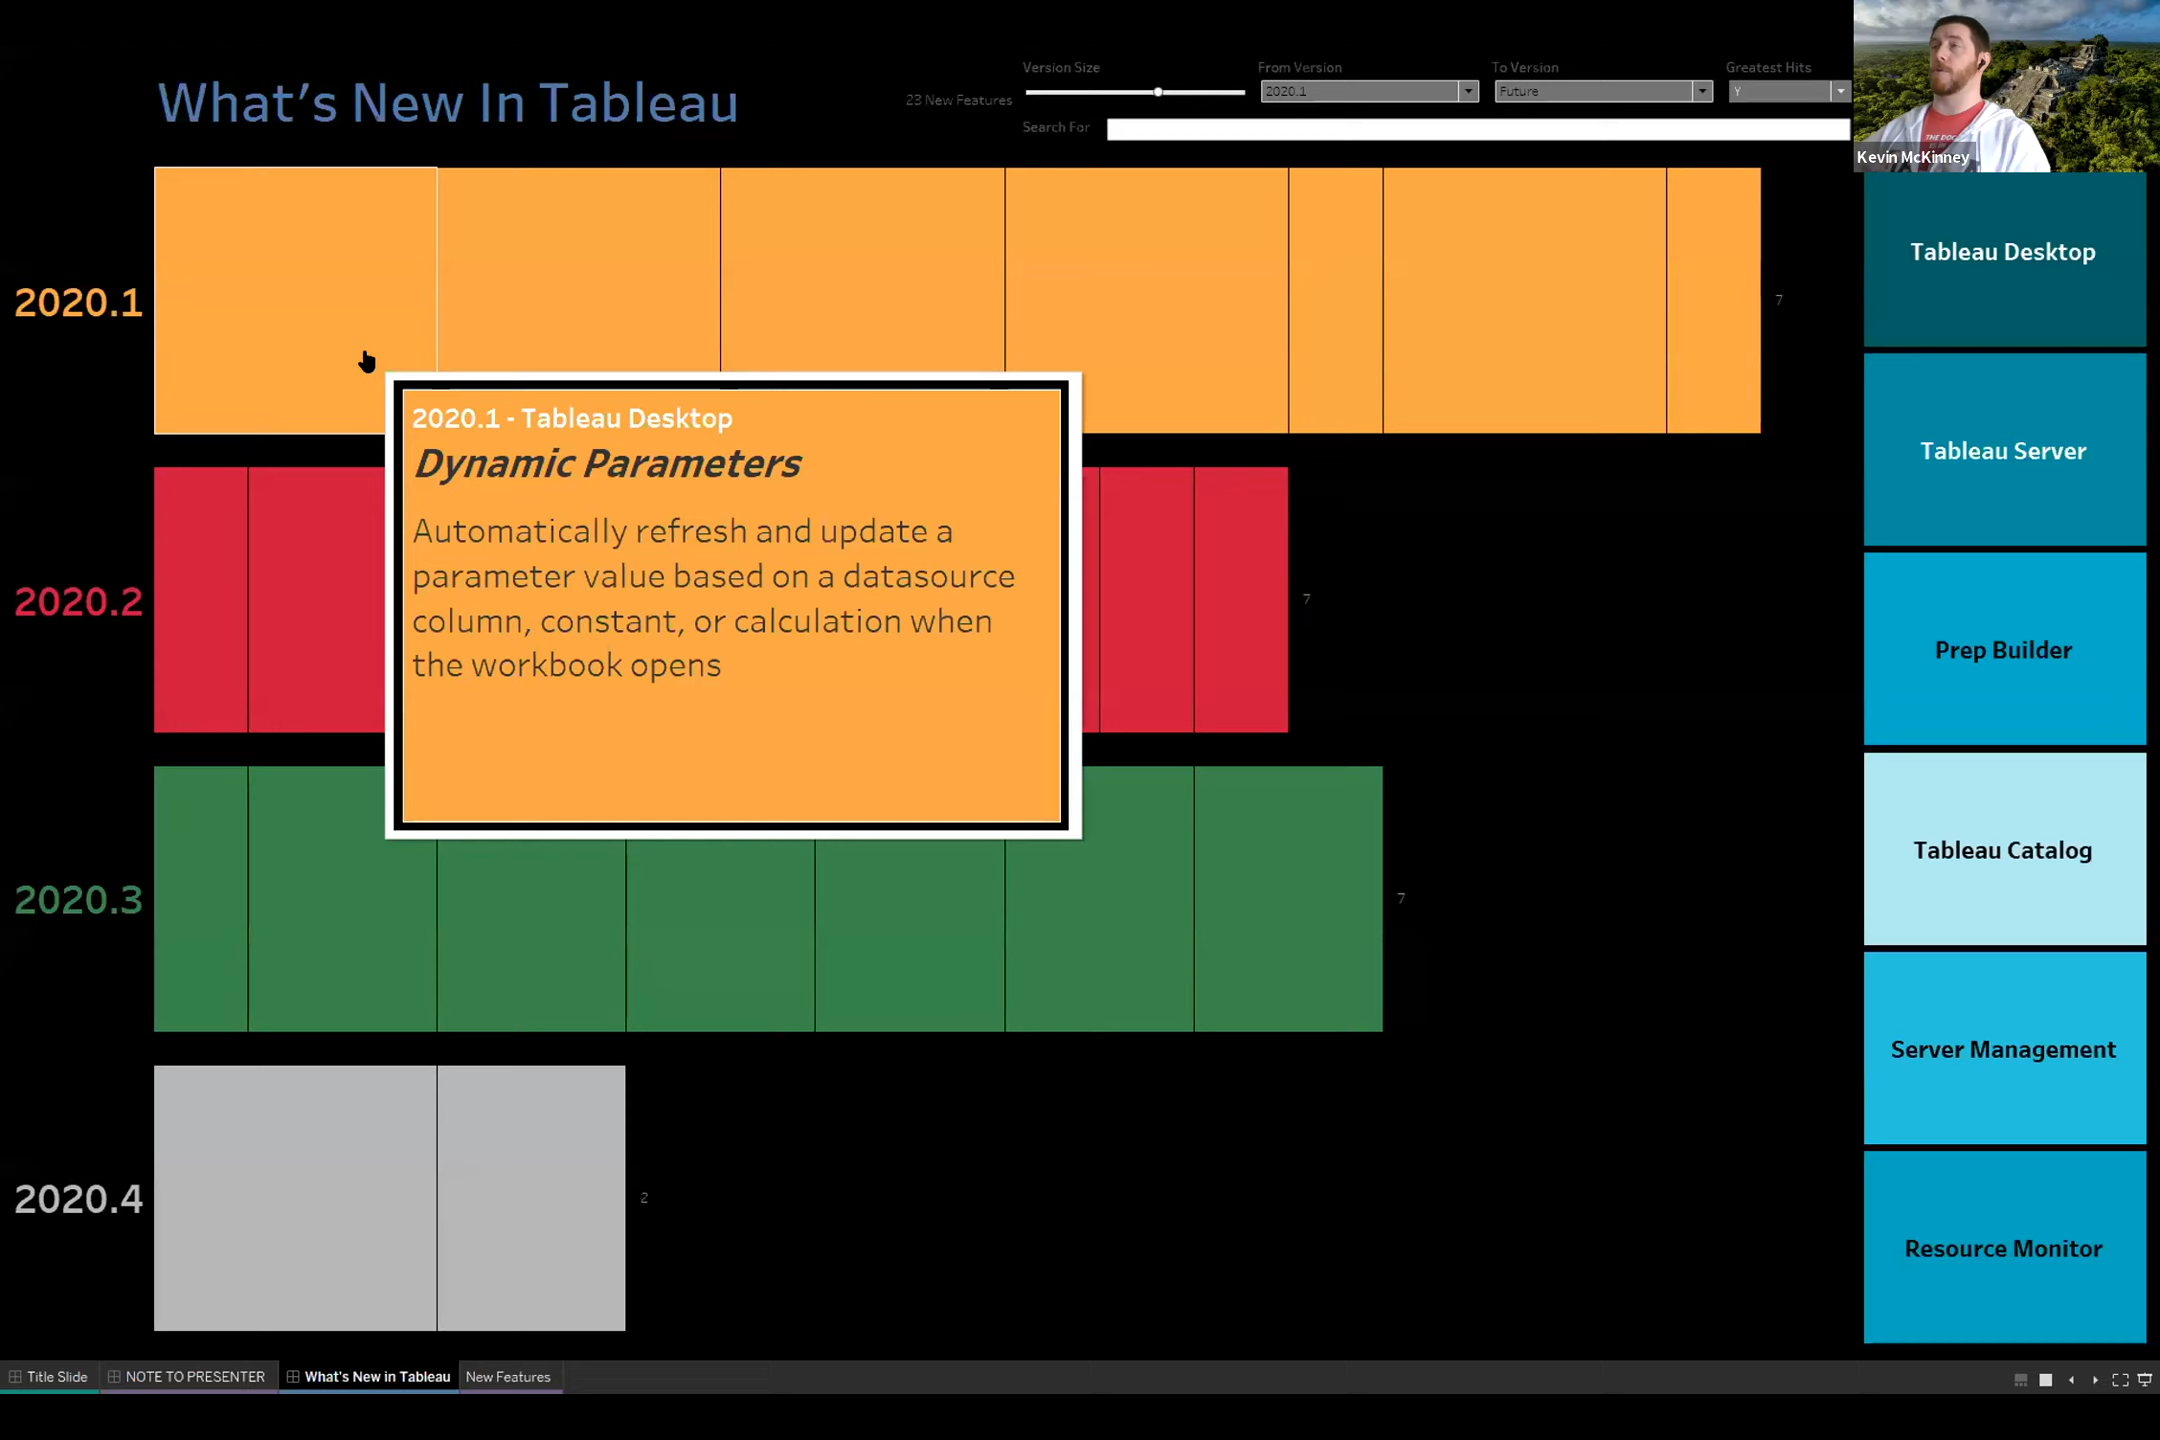 What's New In Tableau
23 New Features
Version Size
From Version
2020.1
To Version
Future
Greatest Hits
Y
Search For
THE DOC
IS IN
Kevin McKinney
2020.1
7
2020.1 - Tableau Desktop
Dynamic Parameters
Automatically refresh and update a
parameter value based on a datasource
column, constant, or calculation when
the workbook opens
2020.2
7
2020.3
7
2020.4
2
Tableau Desktop
Tableau Server
Prep Builder
Tableau Catalog
Server Management
Resource Monitor
Title Slide
NOTE TO PRESENTER
What's New in Tableau
New Features